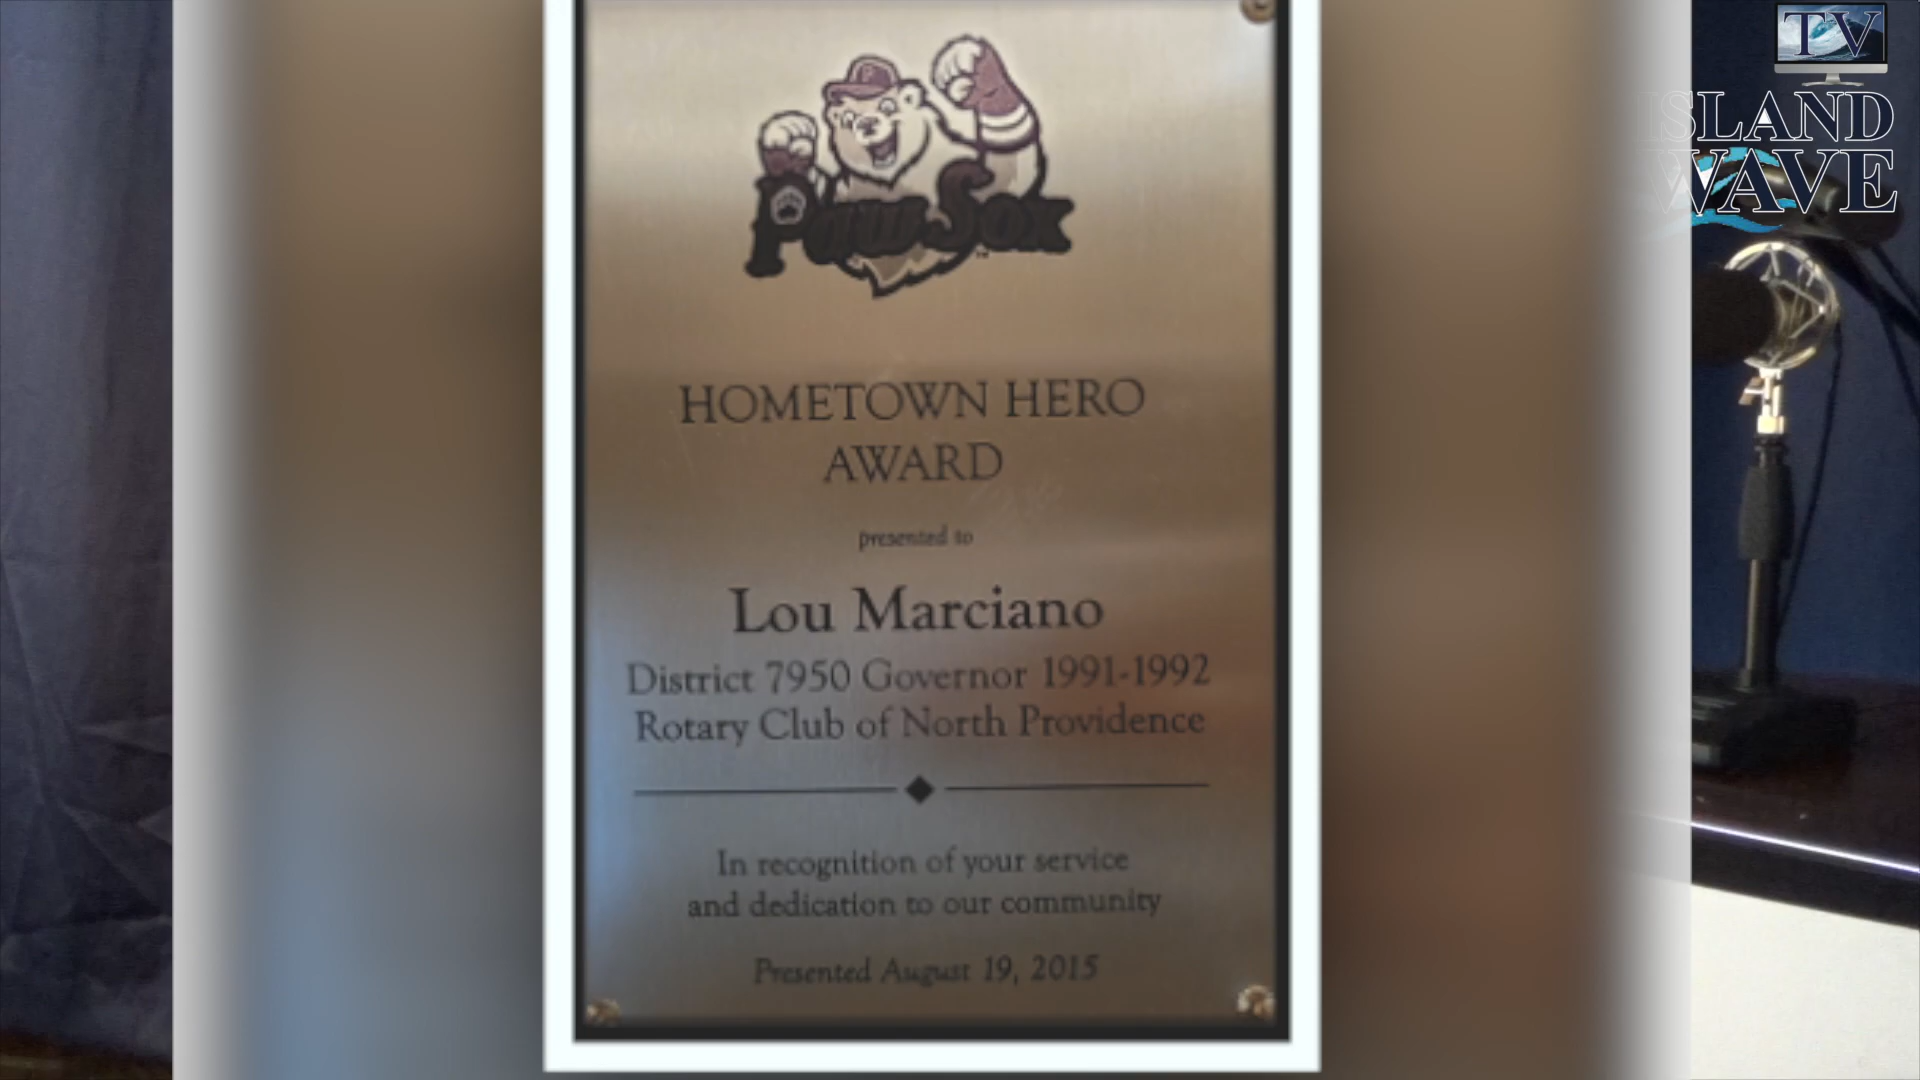 TV
ISLAND
WAVE
PawSox
HOMETOWN HERO
AWARD
presented to
Lou Marciano
District 7950 Governor 1991-1992
Rotary Club of North Providence
In recognition of your service
and dedication to our community
Presented August 19, 2015